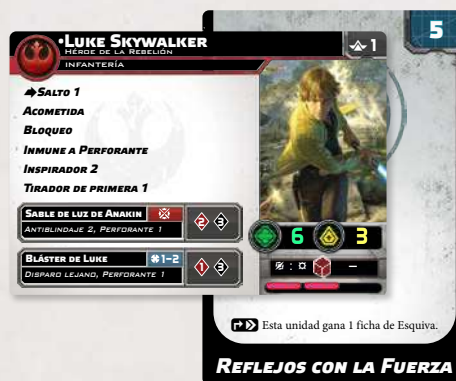 •Luke Skywalker
Héroe de la Rebelión
1
5
Infantería
Salto 1
Acometida
Bloqueo
Inmune a Perforante
Inspirador 2
Tirador de primera 1
Sable de luz de Anakin
Antiblindaje 2, Perforante 1
2 3
6 3
Bláster de Luke 1-2
Disparo lejano, Perforante 1
1 3
: –
Esta unidad gana 1 ficha de Esquiva.
Reflejos con la Fuerza